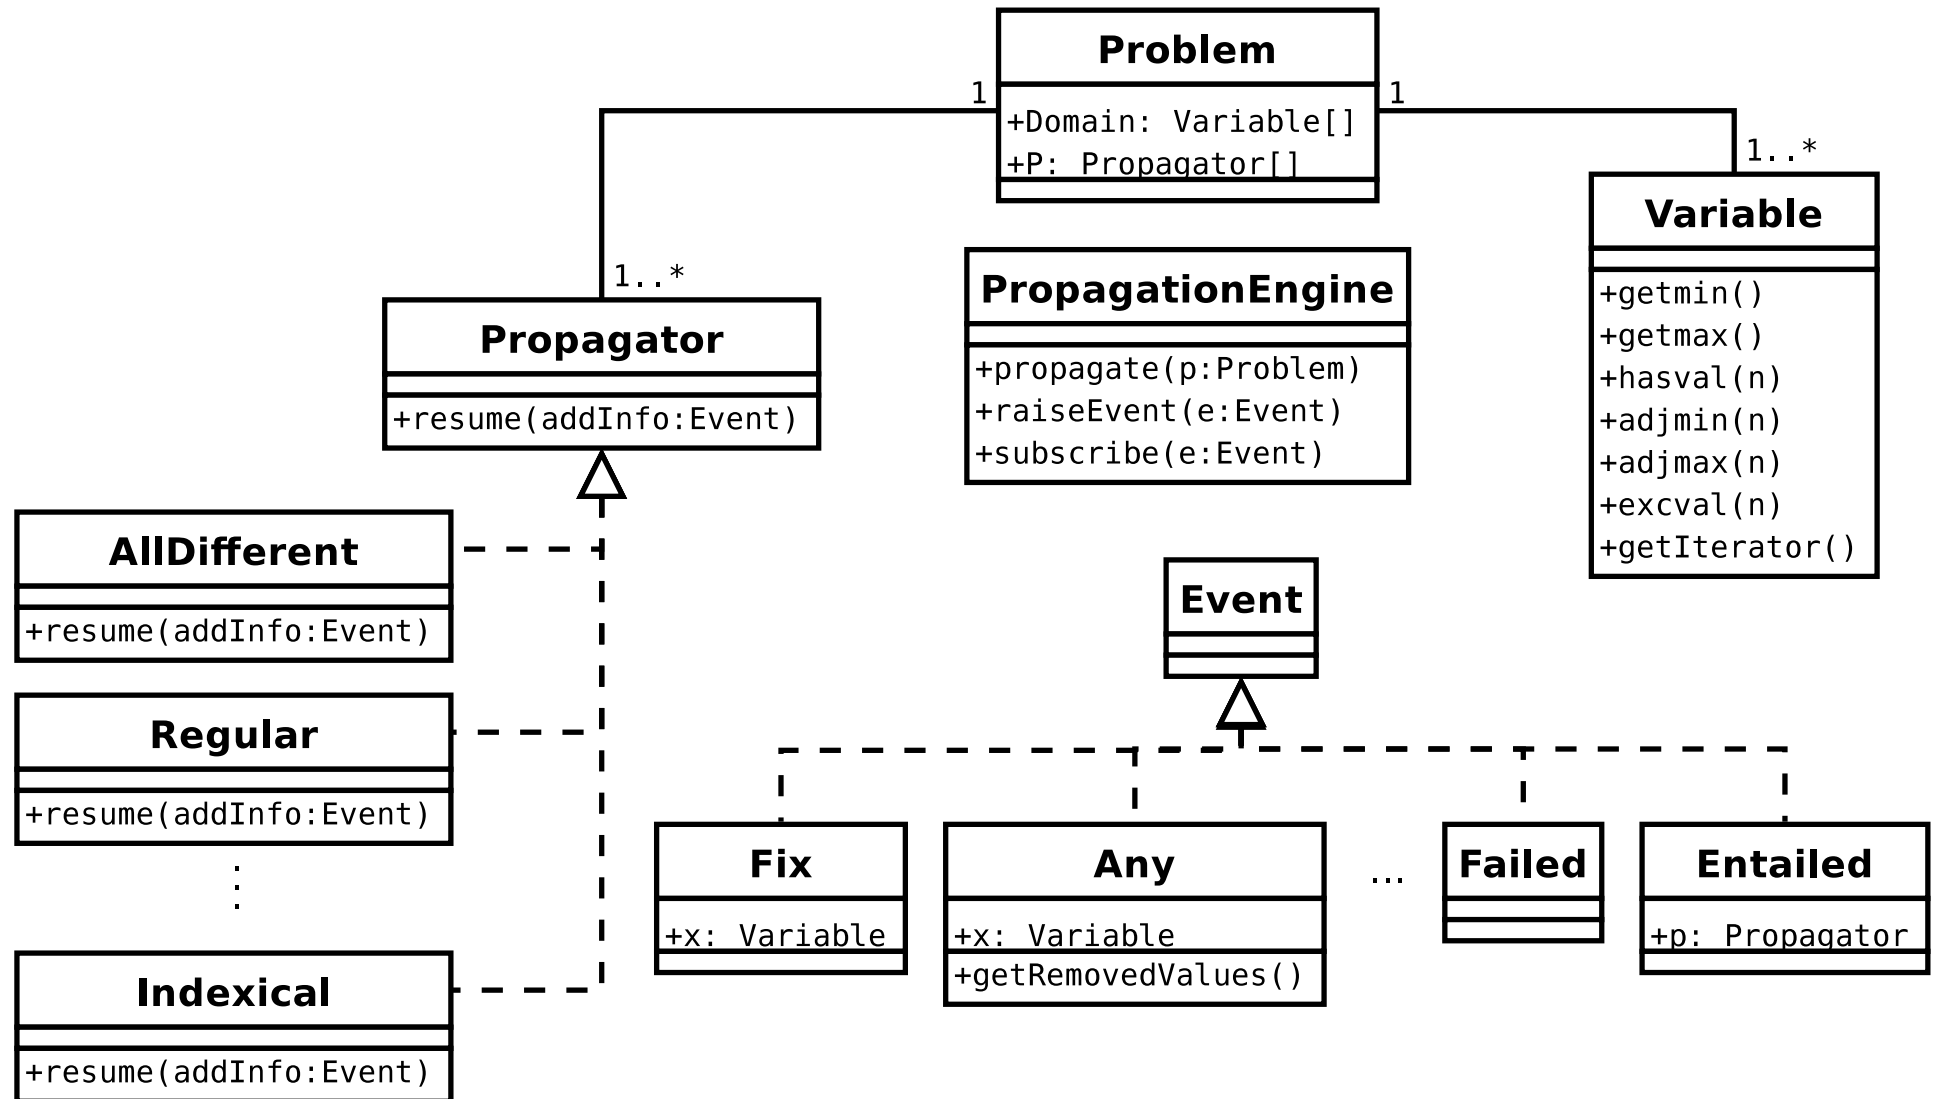 Problem
+Domain: Variable[]
+P: Propagator[]
1
1
1..*
1..*
Variable
+getmin()
+getmax()
+hasval(n)
+adjmin(n)
+adjmax(n)
+excval(n)
+getIterator()
PropagationEngine
+propagate(p:Problem)
+raiseEvent(e:Event)
+subscribe(e:Event)
Propagator
+resume(addInfo:Event)
AllDifferent
+resume(addInfo:Event)
Regular
+resume(addInfo:Event)
...
Indexical
+resume(addInfo:Event)
Event
Fix
+x: Variable
Any
+x: Variable
+getRemovedValues()
...
Failed
Entailed
+p: Propagator